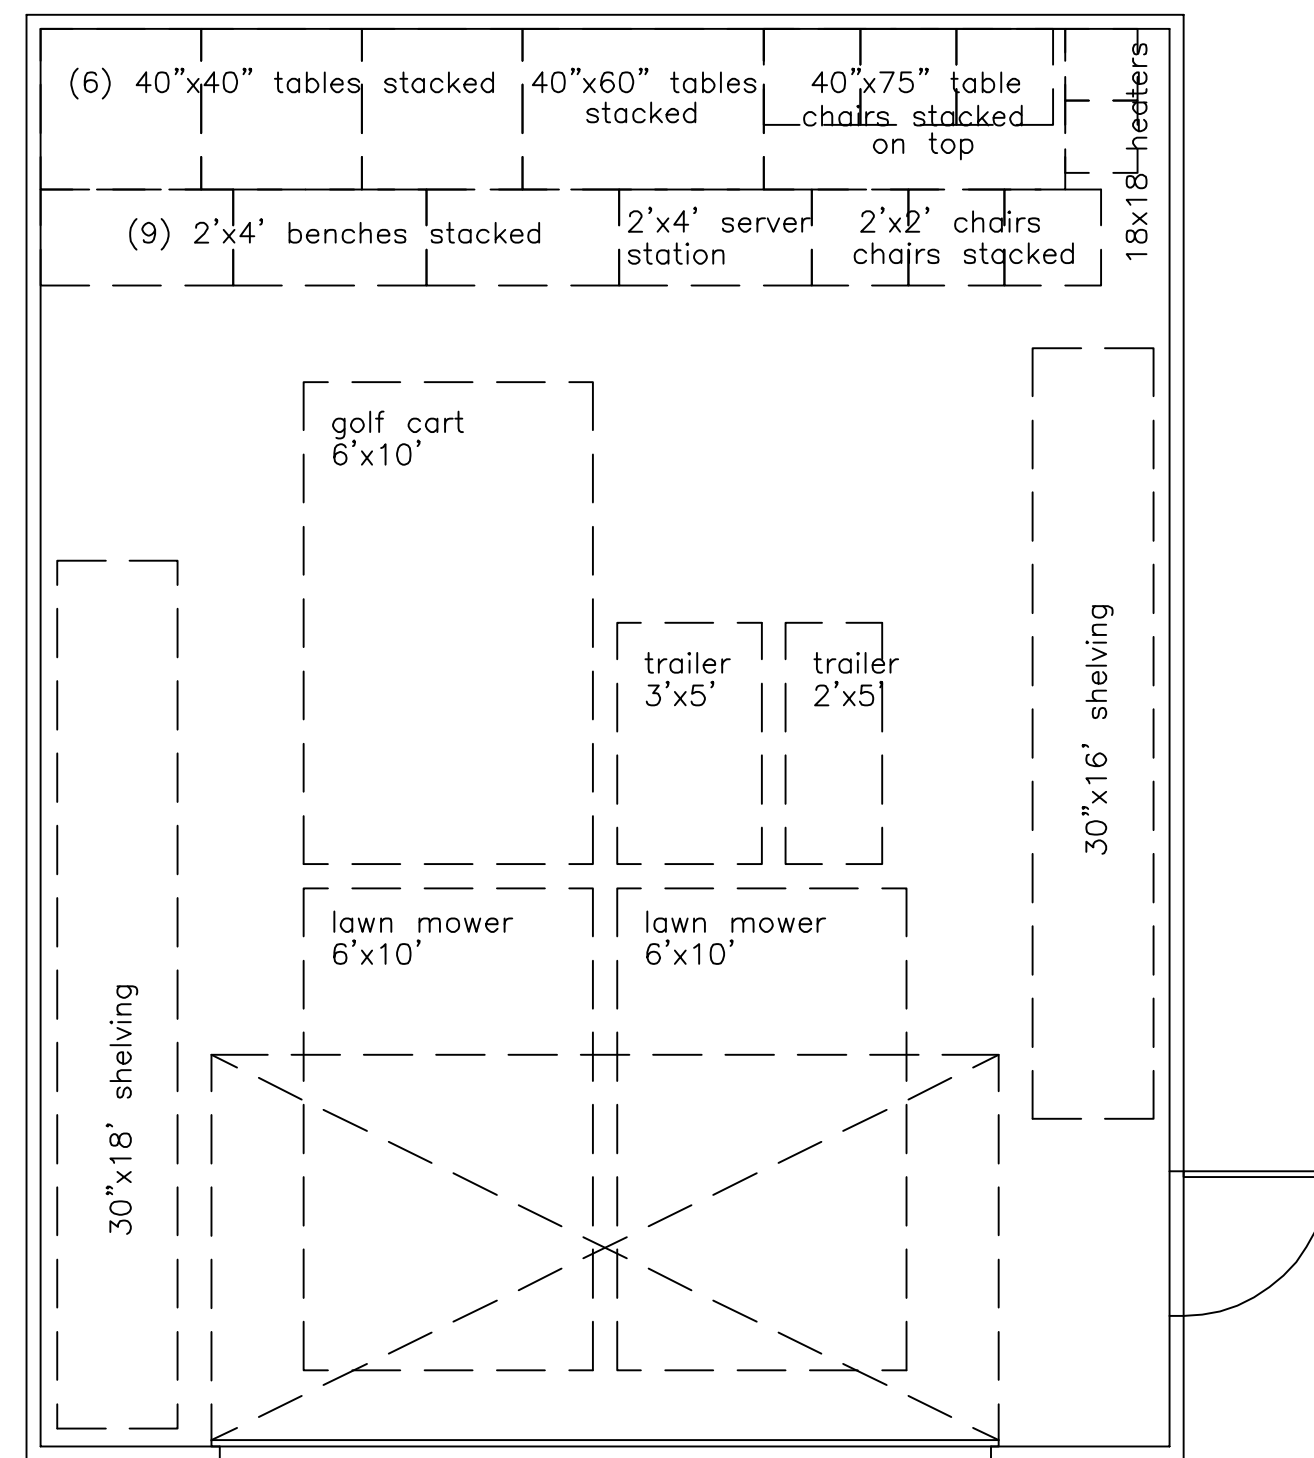 (6) 40"x40" tables stacked
40"x60" tables
stacked
40"x75" table
chairs stacked
on top
18x18 heaters
(9) 2'x4' benches stacked
2'x4' server
station
2'x2' chairs
chairs stacked
golf cart
6'x10'
trailer
3'x5'
trailer
2'x5'
30"x16' shelving
lawn mower
6'x10'
lawn mower
6'x10'
30"x18' shelving